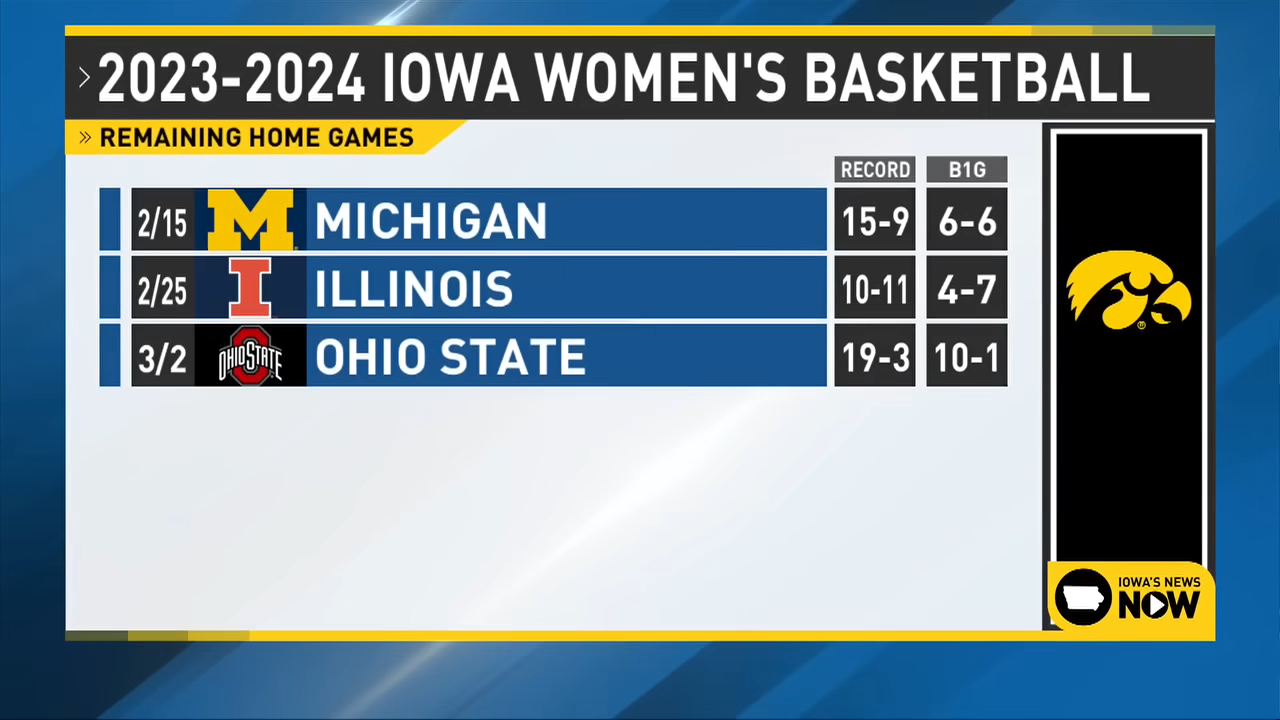 2023-2024 IOWA WOMEN'S BASKETBALL
REMAINING HOME GAMES
RECORD B1G
2/15 M MICHIGAN 15-9 6-6
2/25 I ILLINOIS 10-11 4-7
3/2 OHIO STATE OHIO STATE 19-3 10-1
IOWA'S NEWS
NOW